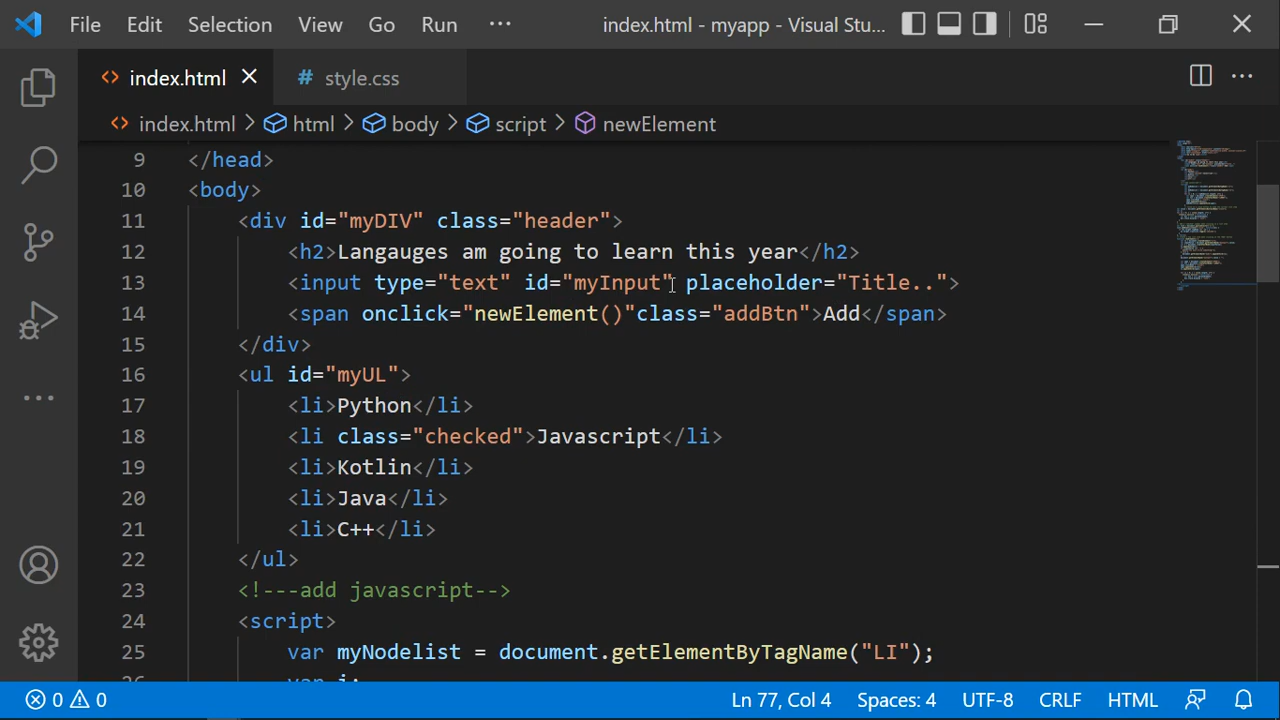 File Edit Selection View Go Run ··· index.html - myapp - Visual Stu...
index.html style.css
index.html > html > body > script > newElement
9 </head>
10 <body>
11 <div id="myDIV" class="header">
12 <h2>Langauges am going to learn this year</h2>
13 <input type="text" id="myInput" placeholder="Title..">
14 <span onclick="newElement()"class="addBtn">Add</span>
15 </div>
16 <ul id="myUL">
17 <li>Python</li>
18 <li class="checked">Javascript</li>
19 <li>Kotlin</li>
20 <li>Java</li>
21 <li>C++</li>
22 </ul>
23 <!---add javascript-->
24 <script>
25 var myNodelist = document.getElementByTagName("LI");
0 0 Ln 77, Col 4 Spaces: 4 UTF-8 CRLF HTML